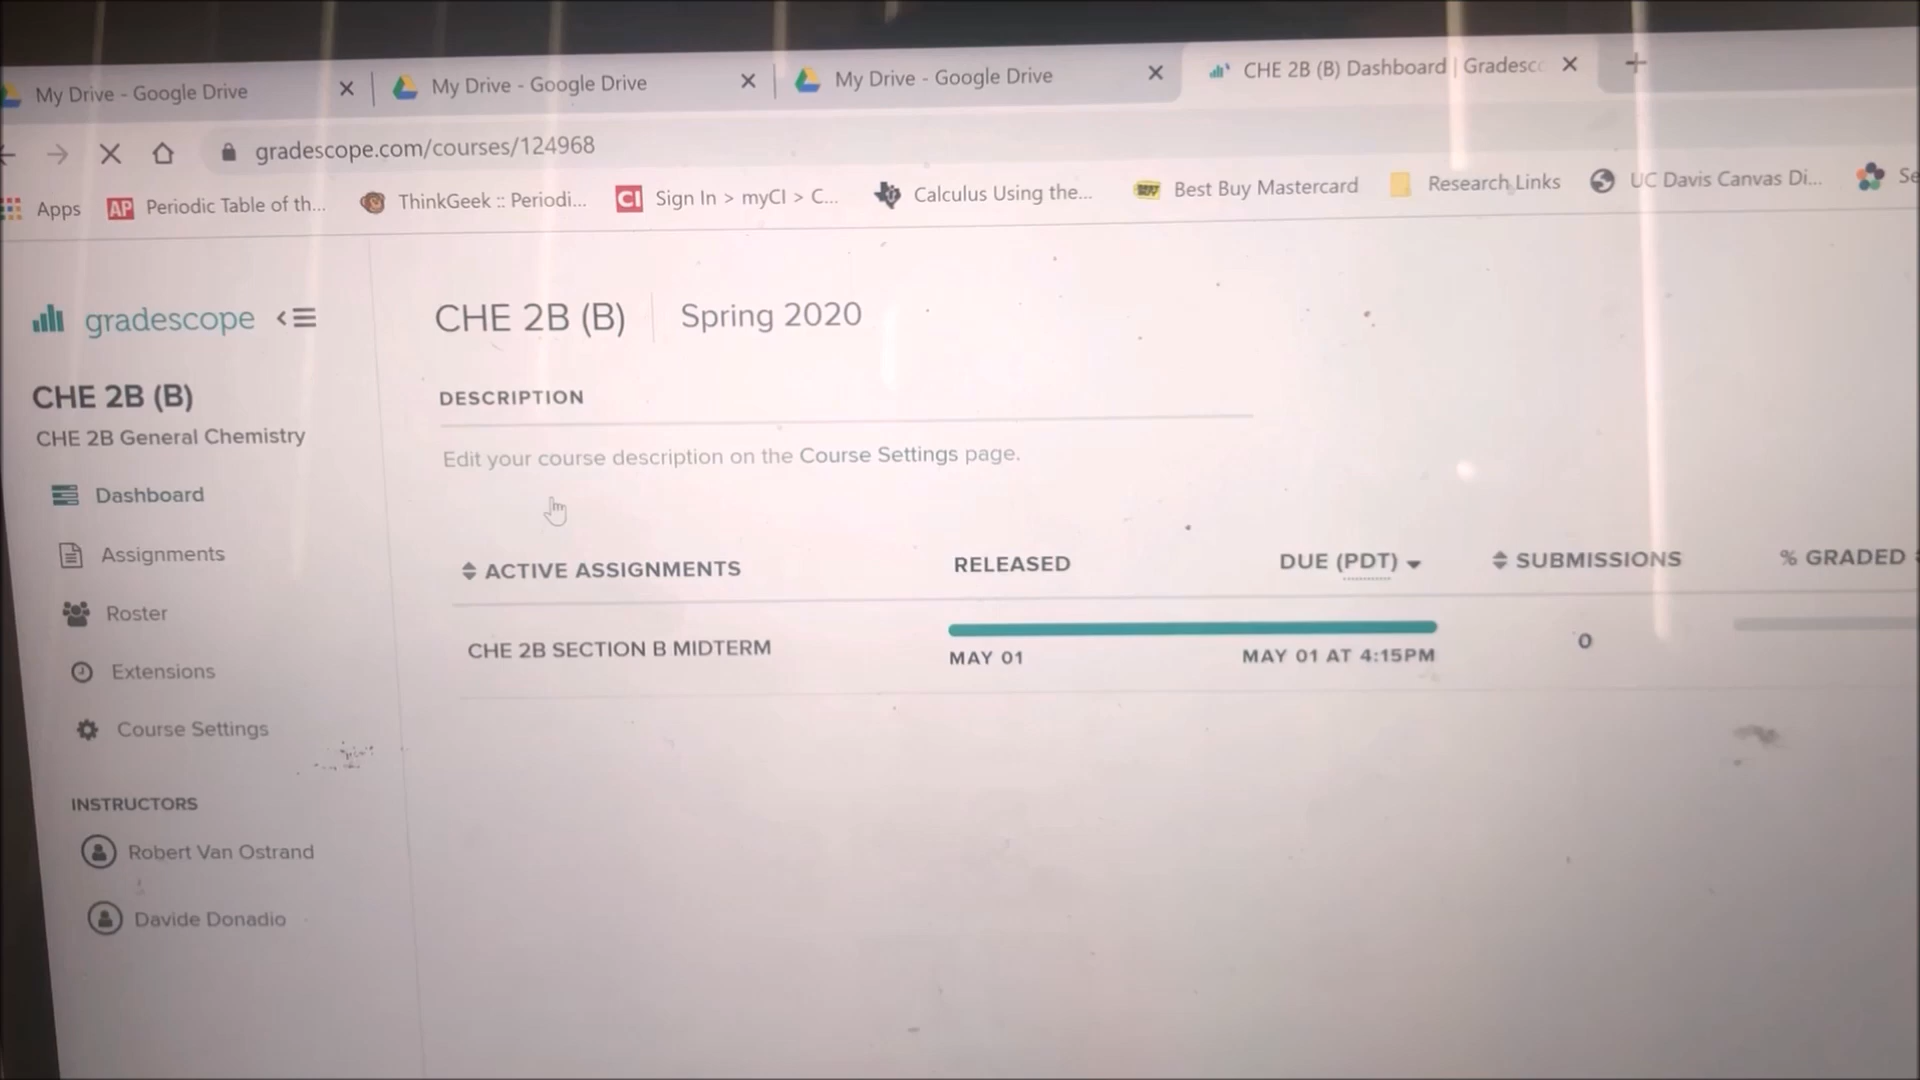 My Drive - Google Drive
My Drive - Google Drive
My Drive - Google Drive
CHE 2B (B) Dashboard | Gradesc
gradescope.com/courses/124968
Apps
AP Periodic Table of th...
ThinkGeek :: Periodi...
CI Sign In > myCI > C...
Calculus Using the...
Best Buy Mastercard
Research Links
UC Davis Canvas Di...
Se
gradescope
CHE 2B (B)
CHE 2B General Chemistry
Dashboard
Assignments
Roster
Extensions
Course Settings
INSTRUCTORS
Robert Van Ostrand
Davide Donadio
CHE 2B (B) | Spring 2020
DESCRIPTION
Edit your course description on the Course Settings page.
ACTIVE ASSIGNMENTS RELEASED DUE (PDT) SUBMISSIONS % GRADED
CHE 2B SECTION B MIDTERM MAY 01 MAY 01 AT 4:15PM 0